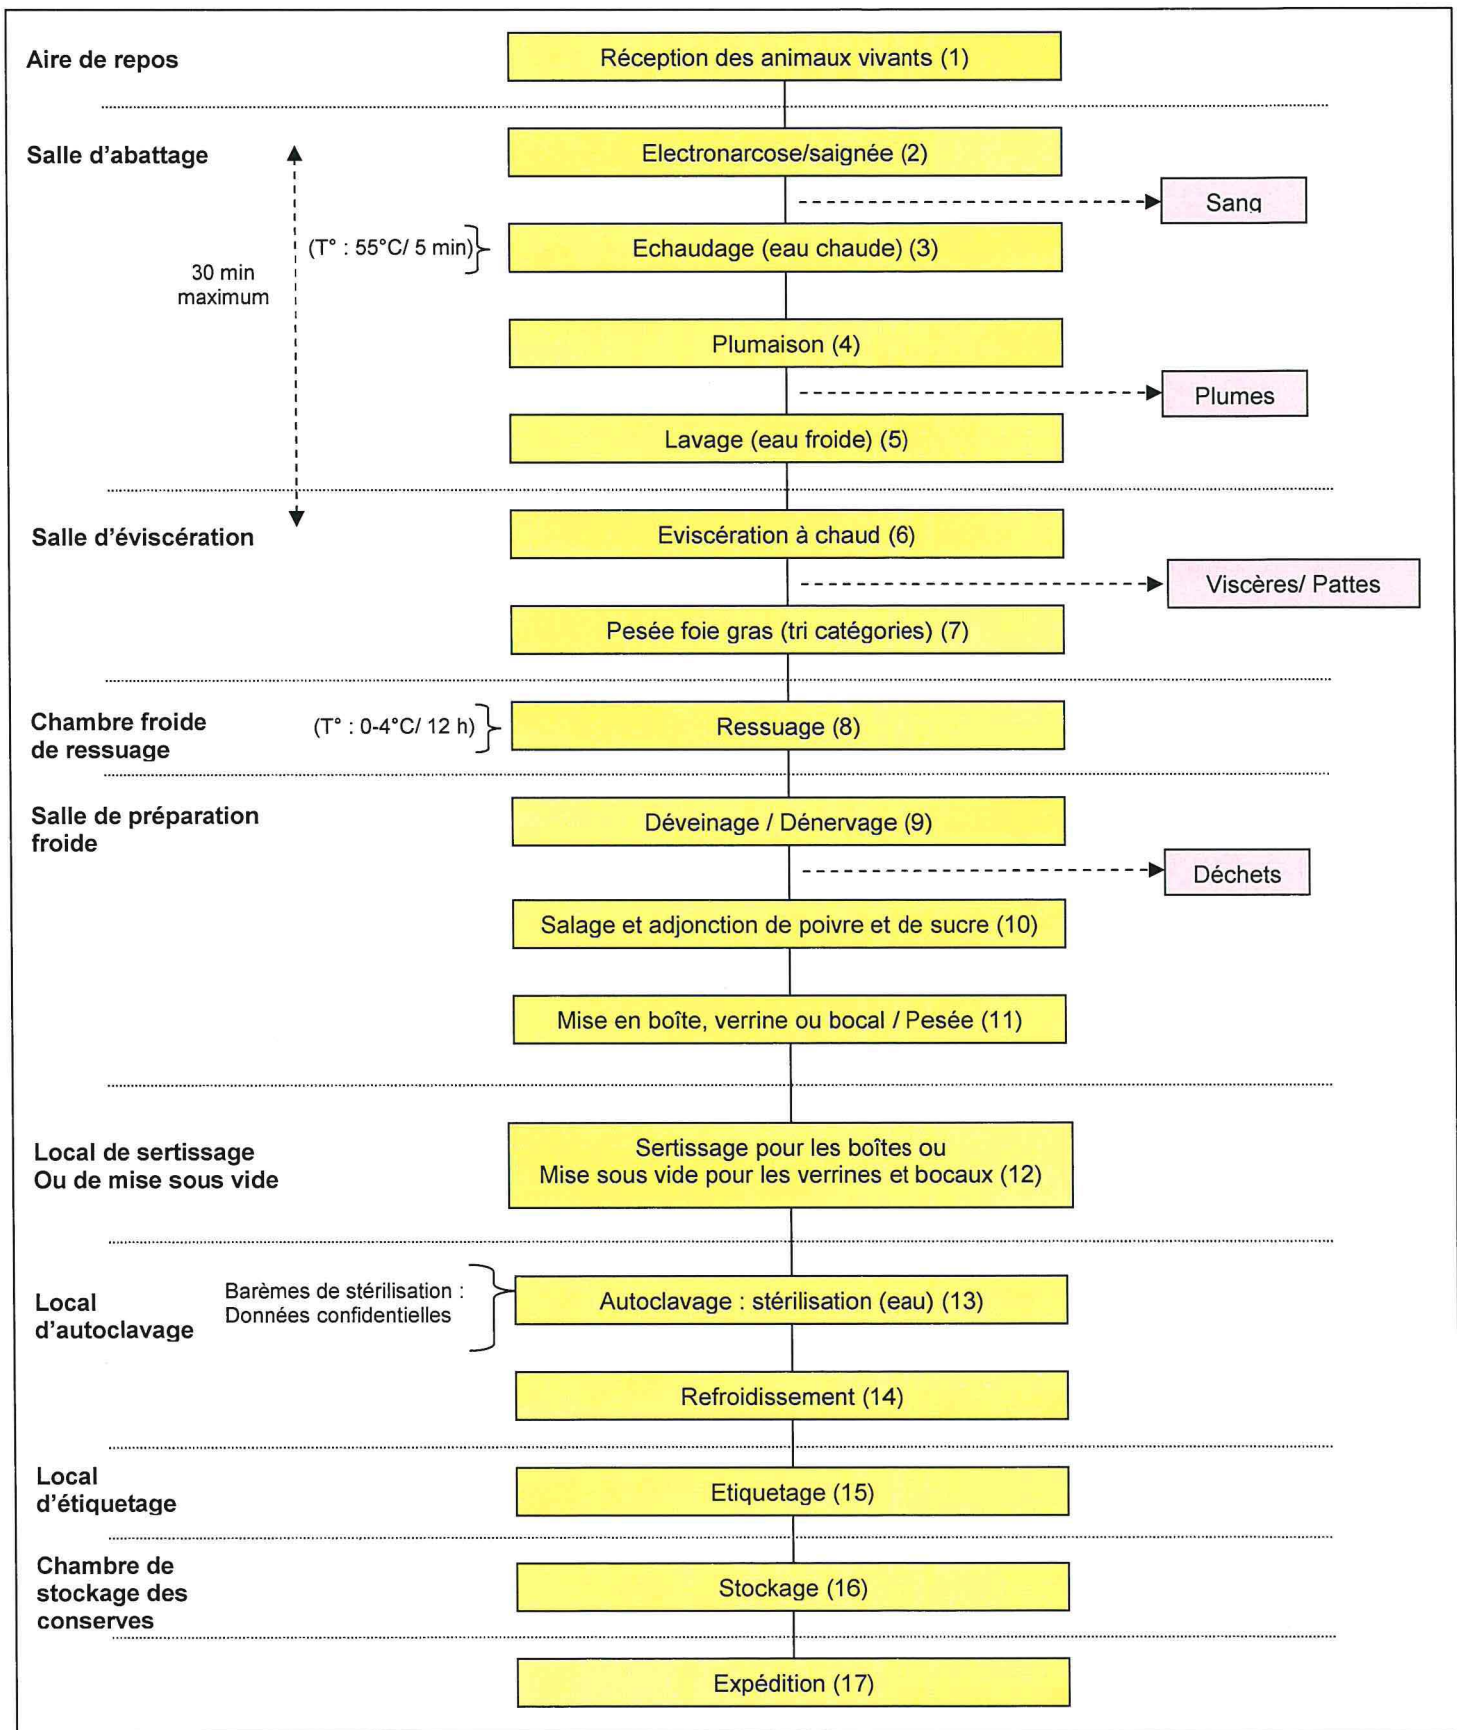 Aire de repos
Réception des animaux vivants (1)
Salle d'abattage
Electronarcose/saignée (2)
Sang
(T° : 55°C/ 5 min)
Echaudage (eau chaude) (3)
30 min
maximum
Plumaison (4)
Plumes
Lavage (eau froide) (5)
Salle d'éviscération
Eviscération à chaud (6)
Viscères/ Pattes
Pesée foie gras (tri catégories) (7)
Chambre froide
de ressuage
(T° : 0-4°C/ 12 h)
Ressuage (8)
Salle de préparation
froide
Déveinage / Dénervage (9)
Déchets
Salage et adjonction de poivre et de sucre (10)
Mise en boîte, verrine ou bocal / Pesée (11)
Local de sertissage
Ou de mise sous vide
Sertissage pour les boîtes ou
Mise sous vide pour les verrines et bocaux (12)
Local
d'autoclavage
Barèmes de stérilisation :
Données confidentielles
Autoclavage : stérilisation (eau) (13)
Refroidissement (14)
Local
d'étiquetage
Etiquetage (15)
Chambre de
stockage des
conserves
Stockage (16)
Expédition (17)